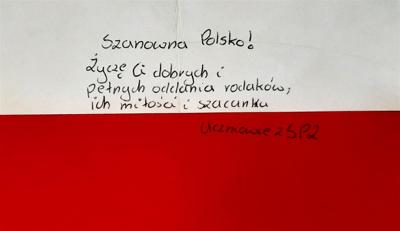 Szanowna Polsko!
Życzę Ci dobrych i
pełnych oddania rodaków,
ich miłości i szacunku
Uczniowie z SP2